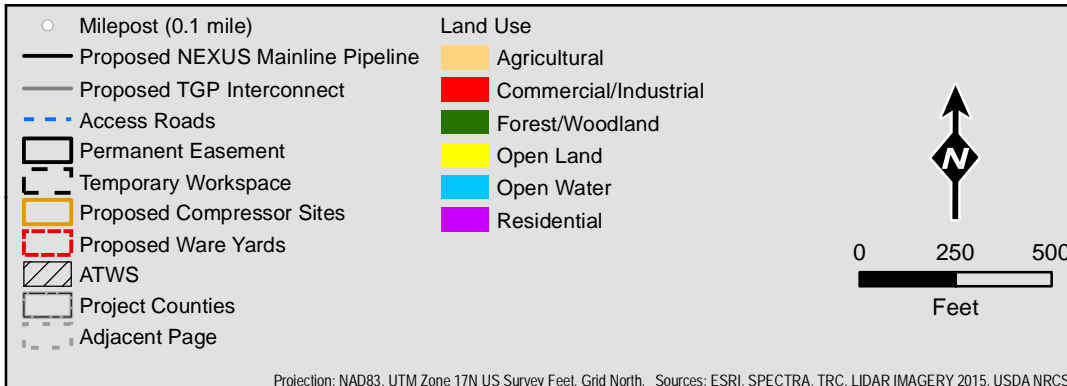 Milepost (0.1 mile)
Proposed NEXUS Mainline Pipeline
Proposed TGP Interconnect
Access Roads
Permanent Easement
Temporary Workspace
Proposed Compressor Sites
Proposed Ware Yards
ATWS
Project Counties
Adjacent Page
Land Use
Agricultural
Commercial/Industrial
Forest/Woodland
Open Land
Open Water
Residential
N
0 250 500
Feet
Projection: NAD83, UTM Zone 17N US Survey Feet, Grid North, Sources: ESRI, SPECTRA, TRC, LIDAR IMAGERY 2015, USDA NRCS